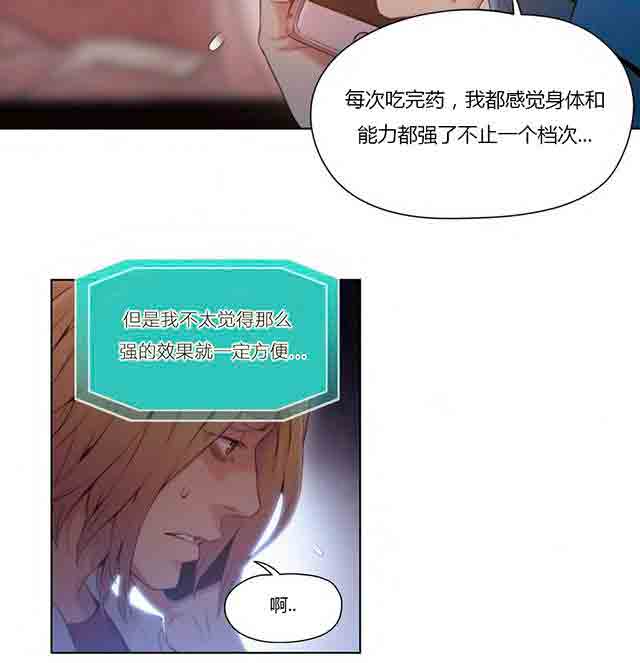 每次吃完药，我都感觉身体和
能力都强了不止一个档次...
但是我不太觉得那么
强的效果就一定方便...
啊..